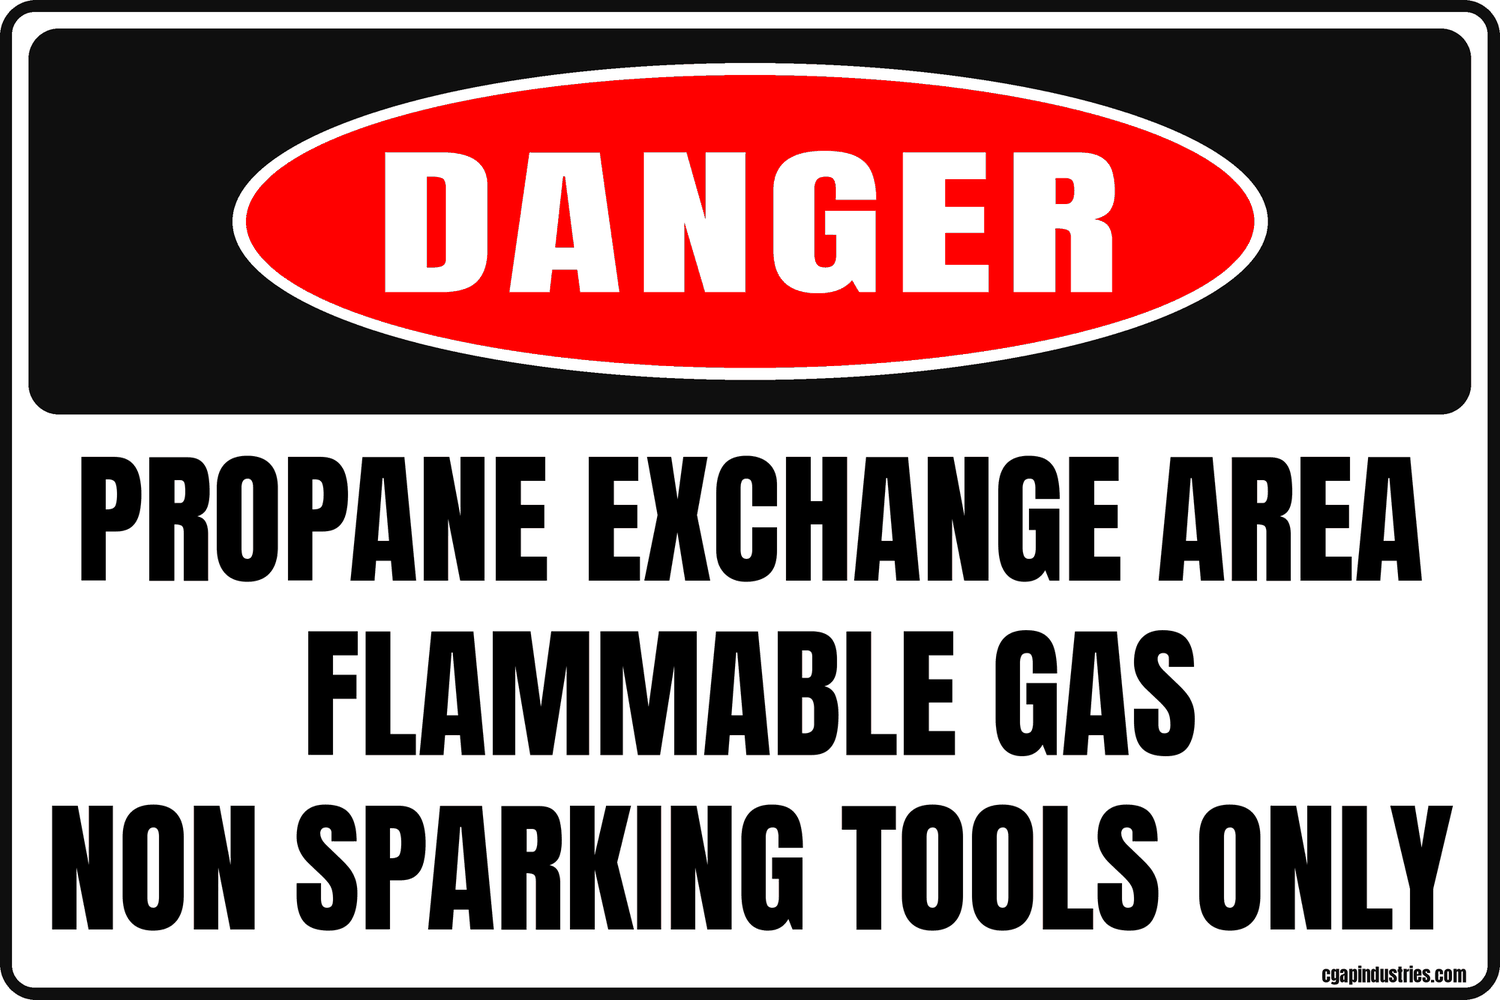 DANGER
PROPANE EXCHANGE AREA
FLAMMABLE GAS
NON SPARKING TOOLS ONLY
cgapindustries.com